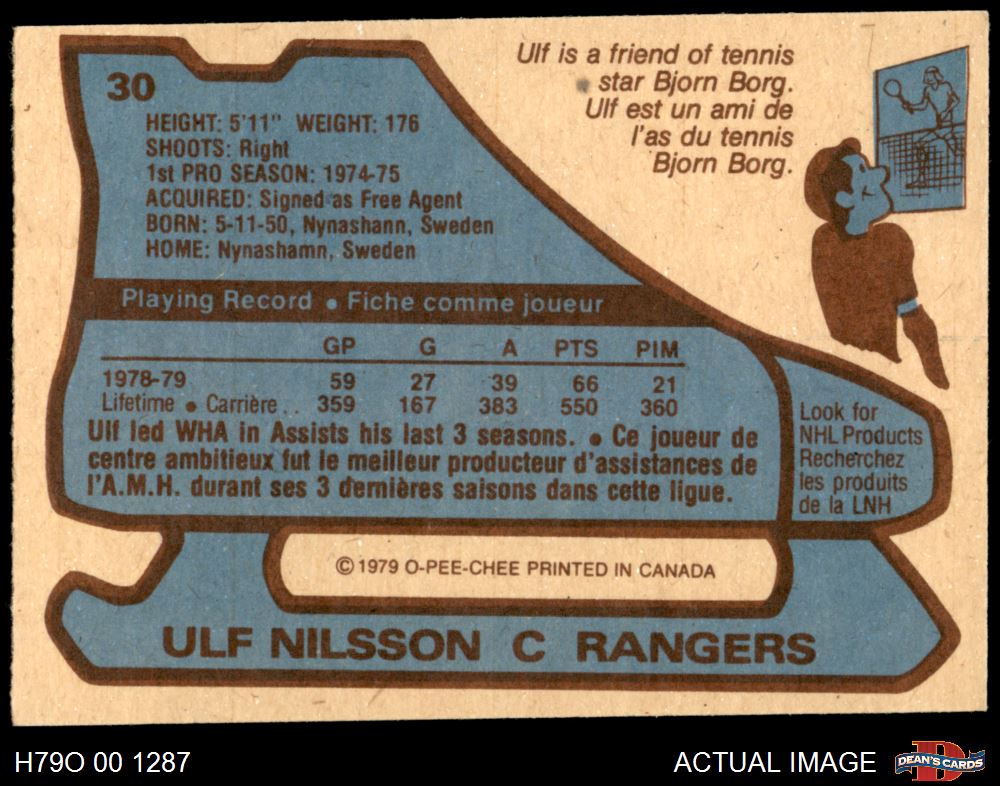 30
HEIGHT: 5'11" WEIGHT: 176
SHOOTS: Right
1st PRO SEASON: 1974-75
ACQUIRED: Signed as Free Agent
BORN: 5-11-50, Nynashann, Sweden
HOME: Nynashamn, Sweden
Ulf is a friend of tennis
star Bjorn Borg.
Ulf est un ami de
l'as du tennis
Bjorn Borg.
Playing Record • Fiche comme joueur
GP G A PTS PIM
1978-79 59 27 39 66 21
Lifetime • Carrière.. 359 167 383 550 360
Ulf led WHA in Assists his last 3 seasons. • Ce joueur de
centre ambitieux fut le meilleur producteur d'assistances de
l'A.M.H. durant ses 3 dernières saisons dans cette ligue.
Look for
NHL Products
Recherchez
les produits
de la LNH
© 1979 O-PEE-CHEE PRINTED IN CANADA
ULF NILSSON C RANGERS
H79O 00 1287
ACTUAL IMAGE
D
DEAN'S CARDS